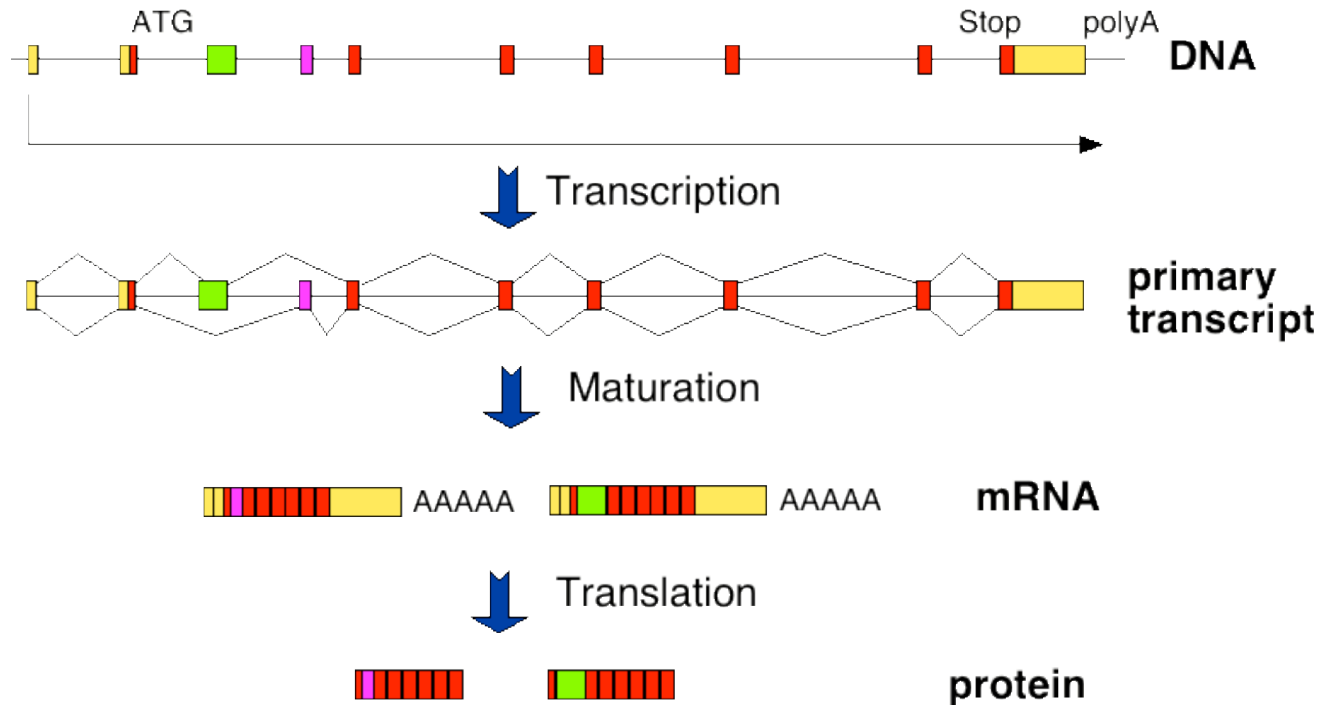 ATG Stop polyA
DNA
Transcription
primary
transcript
Maturation
AAAAA AAAAA mRNA
Translation
protein